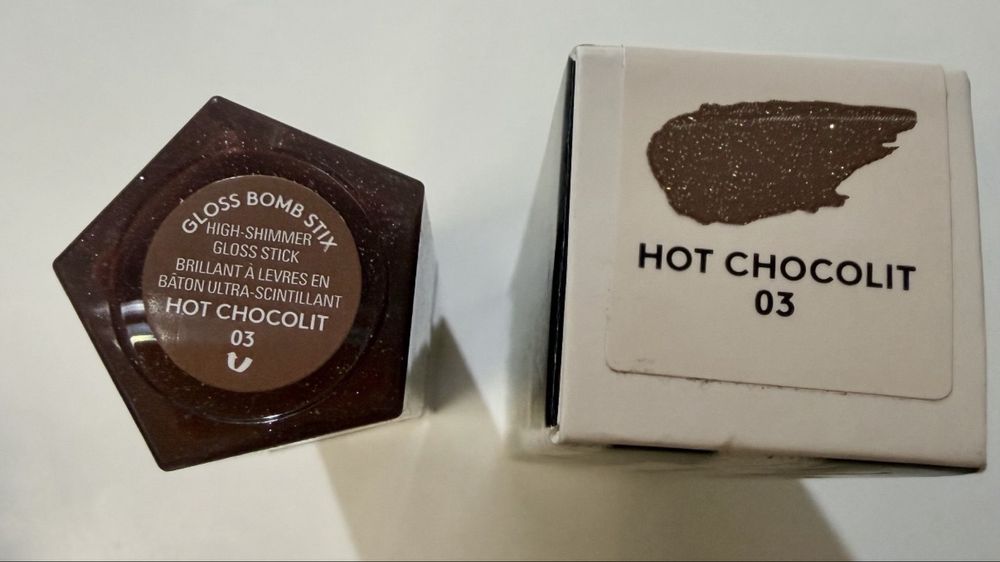 GLOSS BOMB STIX
HIGH-SHIMMER
GLOSS STICK
BRILLANT À LEVRES EN
BÂTON ULTRA-SCINTILLANT
HOT CHOCOLIT
03
HOT CHOCOLIT
03